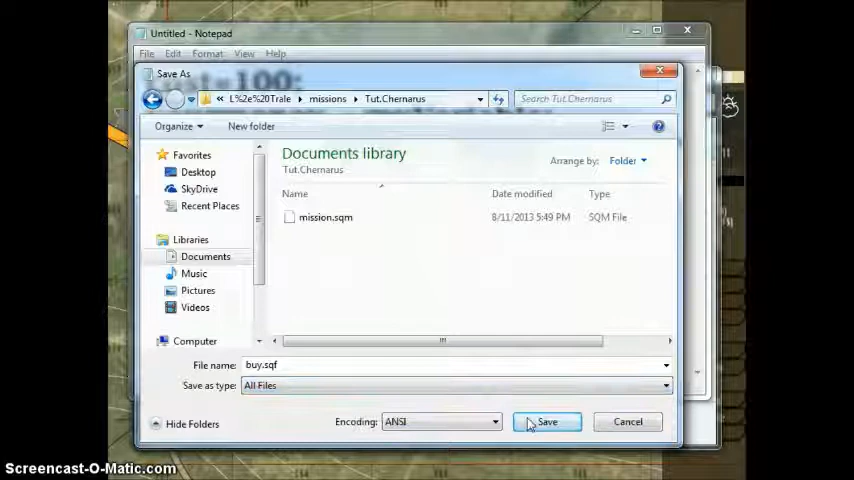 Untitled - Notepad
File Edit Format View Help
Save As
L%2e%20Trale missions Tut.Chernarus Search Tut.Chernarus
Organize New folder
Favorites
Desktop
SkyDrive
Recent Places
Libraries
Documents
Music
Pictures
Videos
Computer
Documents library
Tut.Chernarus
Arrange by: Folder
Name Date modified Type
mission.sqm 8/11/2013 5:49 PM SQM File
File name: buy.sqf
Save as type: All Files
Hide Folders Encoding: ANSI Save Cancel
Screencast-O-Matic.com